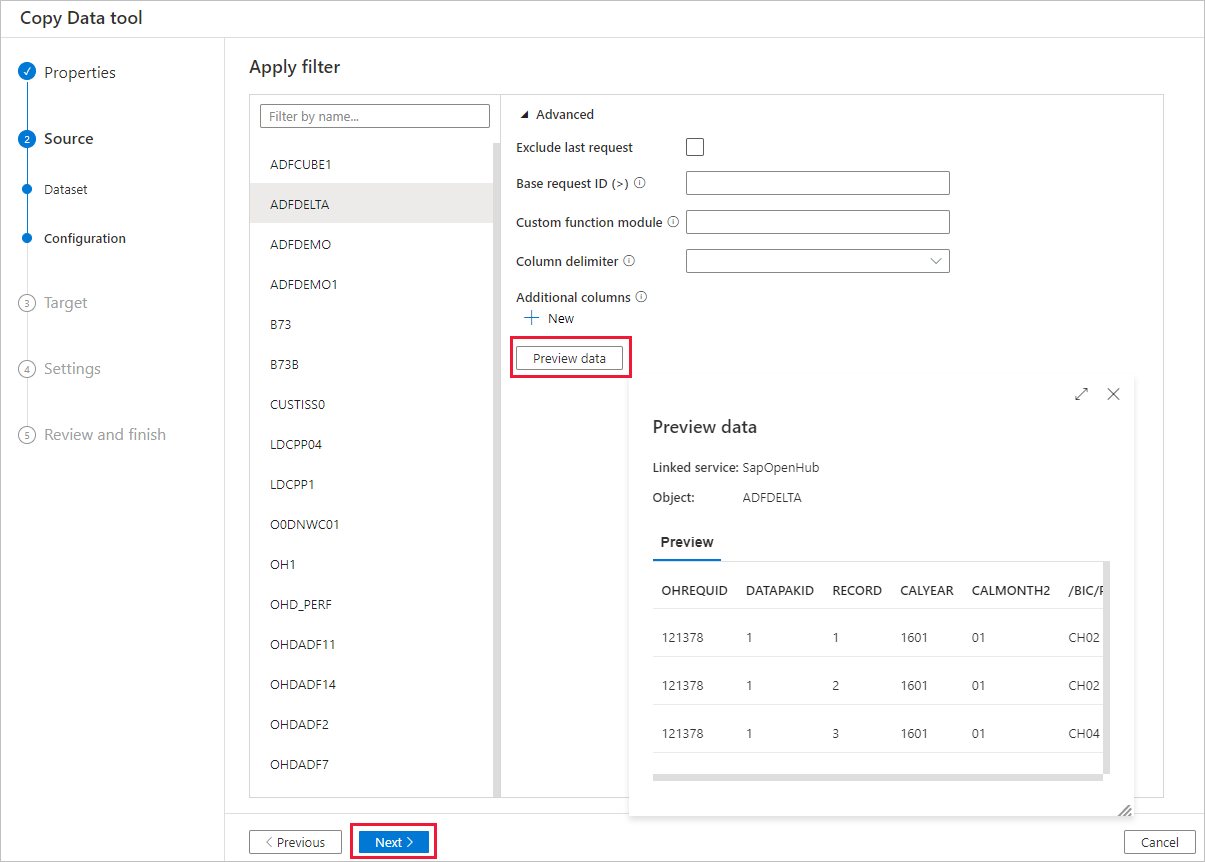 Copy Data tool
Properties
2 Source
Dataset
Configuration
3 Target
4 Settings
5 Review and finish
Apply filter
Filter by name...
ADFCUBE1
ADFDELTA
ADFDEMO
ADFDEMO1
B73
B73B
CUSTISS0
LDCPP04
LDCPP1
O0DNWC01
OH1
OHD_PERF
OHDADF11
OHDADF14
OHDADF2
OHDADF7
Advanced
Exclude last request
Base request ID (>)
Custom function module
Column delimiter
Additional columns
New
Preview data
Preview data
Linked service: SapOpenHub
Object: ADFDELTA
Preview
OHREQUID DATAPAKID RECORD CALYEAR CALMONTH2 /BIC/
121378 1 1 1601 01 CH02
121378 1 2 1601 01 CH02
121378 1 3 1601 01 CH04
< Previous Next > Cancel